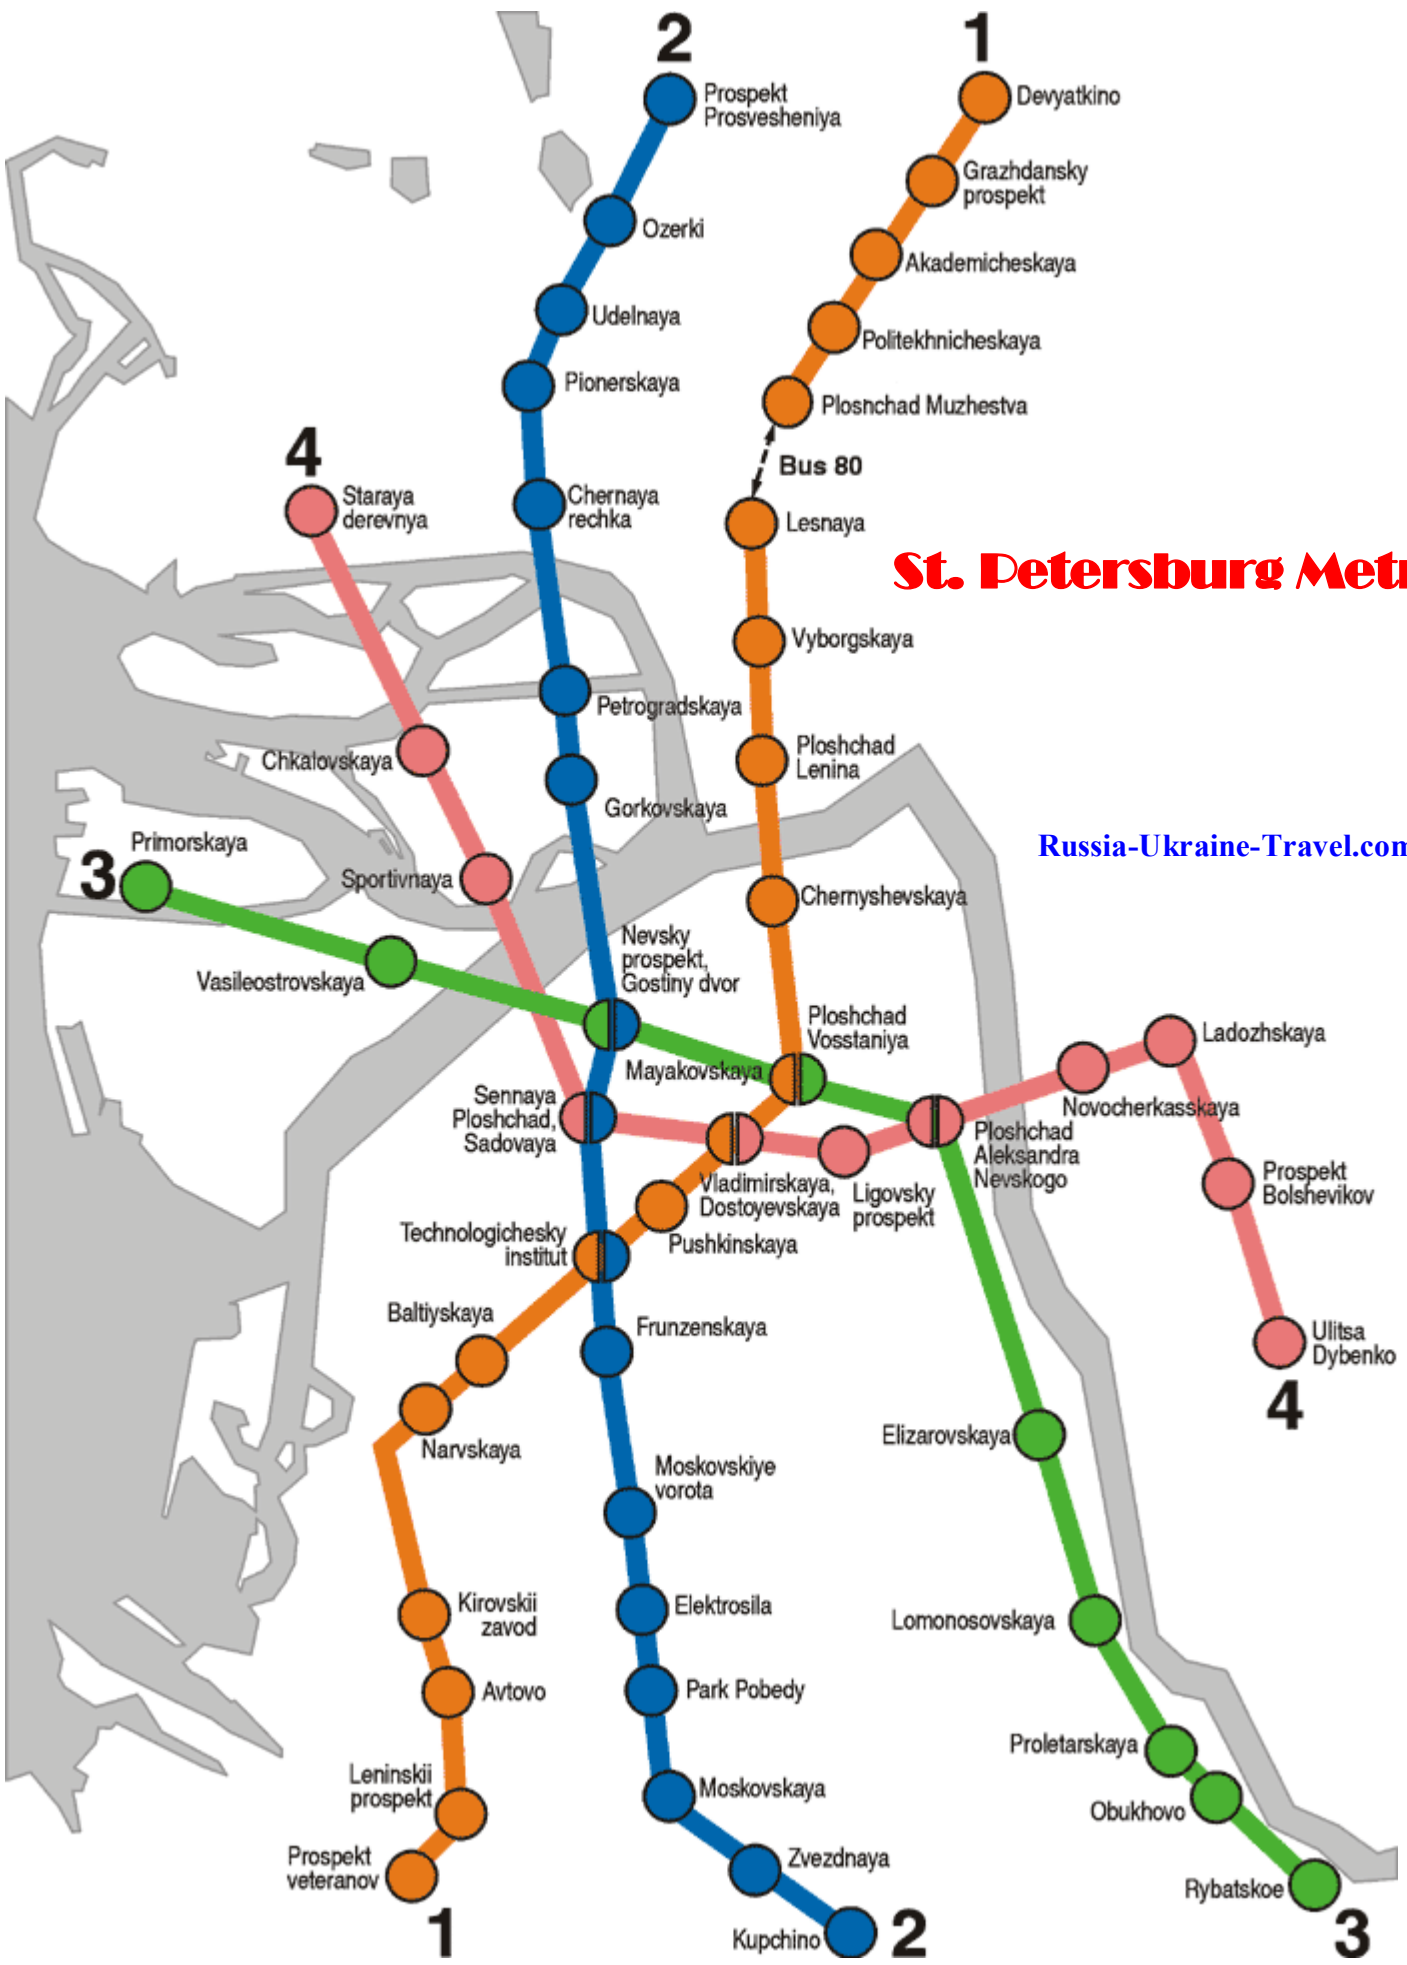 2
1
Prospekt
Prosvesheniya
Devyatkino
Grazhdansky
prospekt
Ozerki
Akademicheskaya
Udelnaya
Politekhnicheskaya
Pionerskaya
Plosnchad Muzhestva
4
Bus 80
Staraya
derevnya
Chernaya
rechka
Lesnaya
St. Petersburg Met
Vyborgskaya
Petrogradskaya
Ploshchad
Lenina
Chkalovskaya
Gorkovskaya
Primorskaya
3
Russia-Ukraine-Travel.com
Sportivnaya
Chernyshevskaya
Nevsky
prospekt,
Gostiny dvor
Vasileostrovskaya
Ploshchad
Vosstaniya
Ladozhskaya
Mayakovskaya
Sennaya
Ploshchad,
Sadovaya
Novocherkasskaya
Ploshchad
Aleksandra
Nevskogo
Vladimirskaya,
Dostoyevskaya
Ligovsky
prospekt
Prospekt
Bolshevikov
Technologichesky
institut
Pushkinskaya
Baltiyskaya
Frunzenskaya
Ulitsa
Dybenko
4
Narvskaya
Elizarovskaya
Moskovskiye
vorota
Kirovskii
zavod
Elektrosila
Lomonosovskaya
Avtovo
Park Pobedy
Proletarskaya
Leninskii
prospekt
Moskovskaya
Obukhovo
Prospekt
veteranov
Zvezdnaya
Rybatskoe
1
Kupchino
2
3